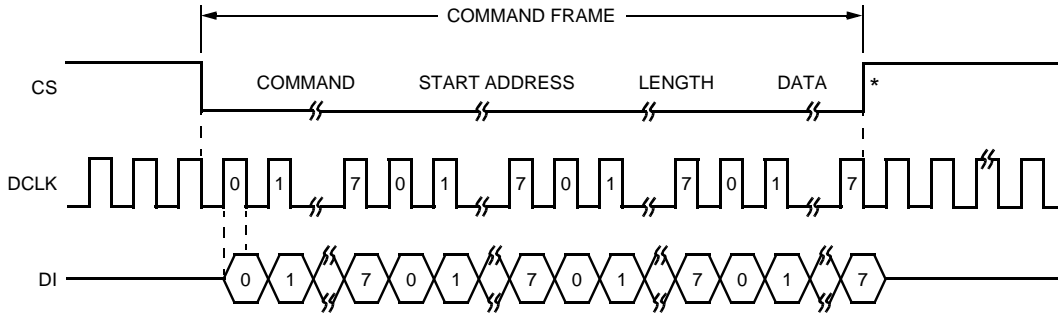 COMMAND FRAME
CS COMMAND START ADDRESS LENGTH DATA *
DCLK 0 1 7 0 1 7 0 1 7 0 1 7
DI 0 1 7 0 1 7 0 1 7 0 1 7